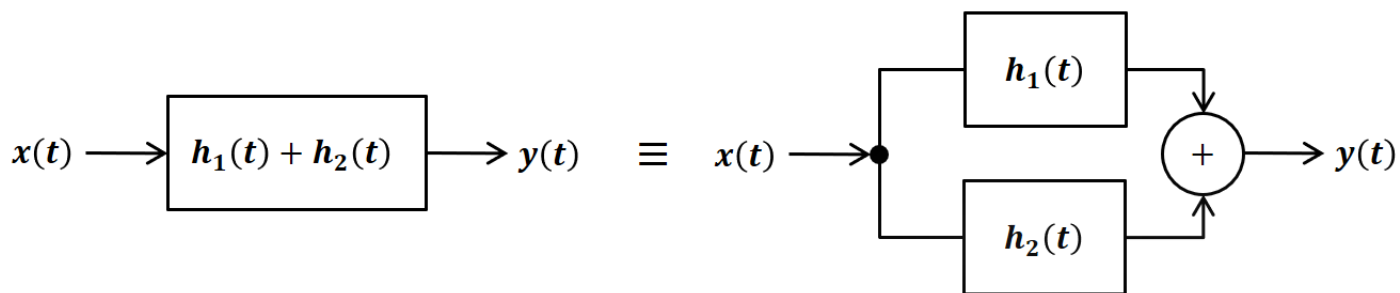 h₁(t)
x(t) h₁(t) + h₂(t) y(t) ≡ x(t) + y(t)
h₂(t)